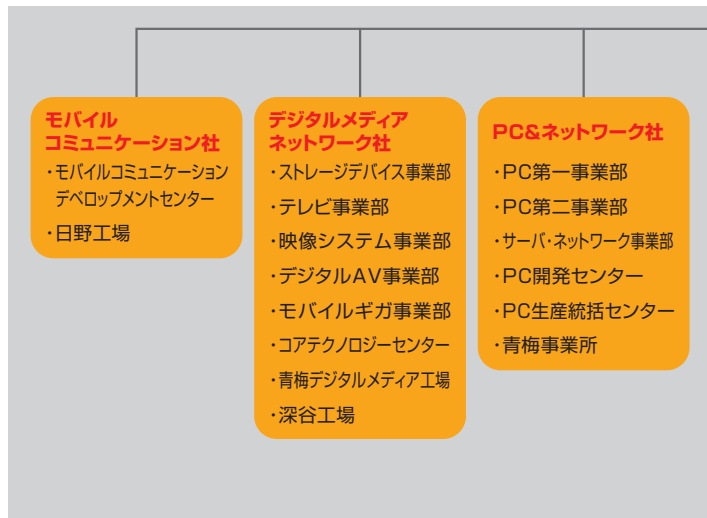 モバイル
コミュニケーション社
・モバイルコミュニケーション
デベロップメントセンター
・日野工場
デジタルメディア
ネットワーク社
・ストレージデバイス事業部
・テレビ事業部
・映像システム事業部
・デジタルAV事業部
・モバイルギガ事業部
・コアテクノロジーセンター
・青梅デジタルメディア工場
・深谷工場
PC&ネットワーク社
・PC第一事業部
・PC第二事業部
・サーバ・ネットワーク事業部
・PC開発センター
・PC生産統括センター
・青梅事業所